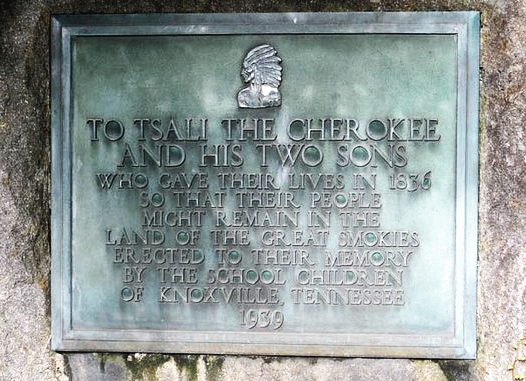 TO TSALI THE CHEROKEE
AND HIS TWO SONS
WHO GAVE THEIR LIVES IN 1836
SO THAT THEIR PEOPLE
MIGHT REMAIN IN THE
LAND OF THE GREAT SMOKIES
ERECTED TO THEIR MEMORY
BY THE SCHOOL CHILDREN
OF KNOXVILLE, TENNESSEE
1939